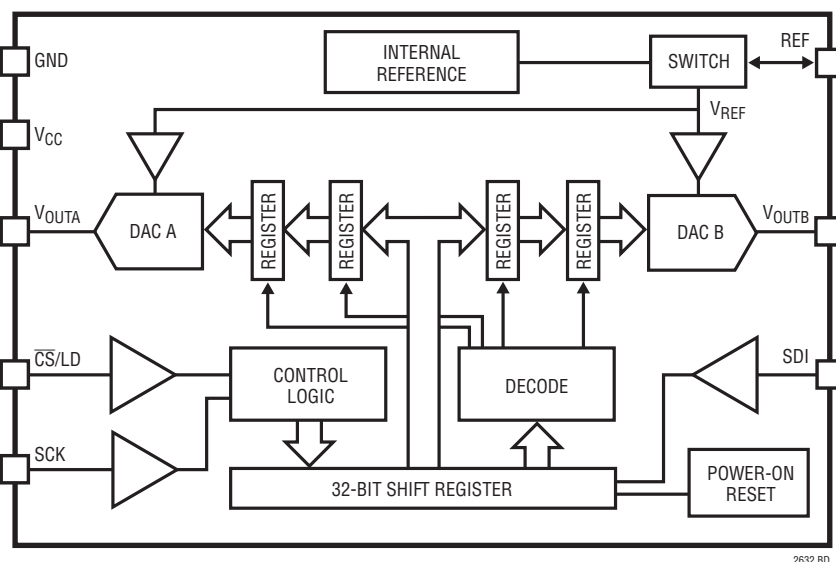 INTERNAL
REFERENCE
SWITCH
REF
GND
VREF
VCC
REGISTER
REGISTER
REGISTER
REGISTER
VOUTA
DAC A
DAC B
VOUTB
CS/LD
CONTROL
LOGIC
DECODE
SDI
SCK
32-BIT SHIFT REGISTER
POWER-ON
RESET
2632 BD